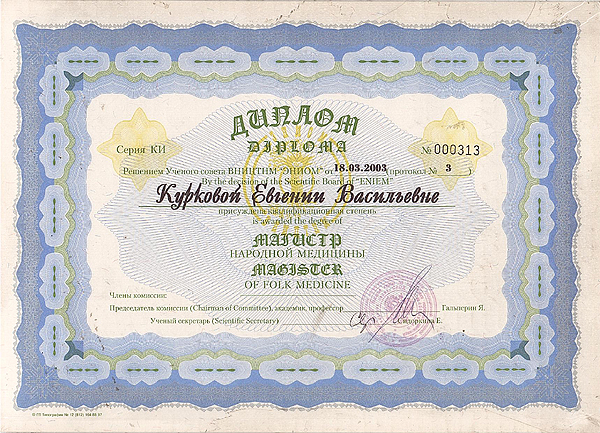 ДИПЛОМ
DIPLOMA
Серия КИ № 000313
Решением Ученого совета ВНИЦТНМ "ЭНИОМ" от 18.03.2003 (протокол № 3 )
By the decision of the Scientific Board of "ENIEM"
Курковой Евгении Васильевне
присуждена квалификационная степень
is awarded the degree of
МАГИСТР
НАРОДНОЙ МЕДИЦИНЫ
MAGISTER
OF FOLK MEDICINE
Члены комиссии:
Председатель комиссии (Chairman of Committee), академик, профессор Гальперин Я.
Ученый секретарь (Scientific Secretary) Сидоркина Е.